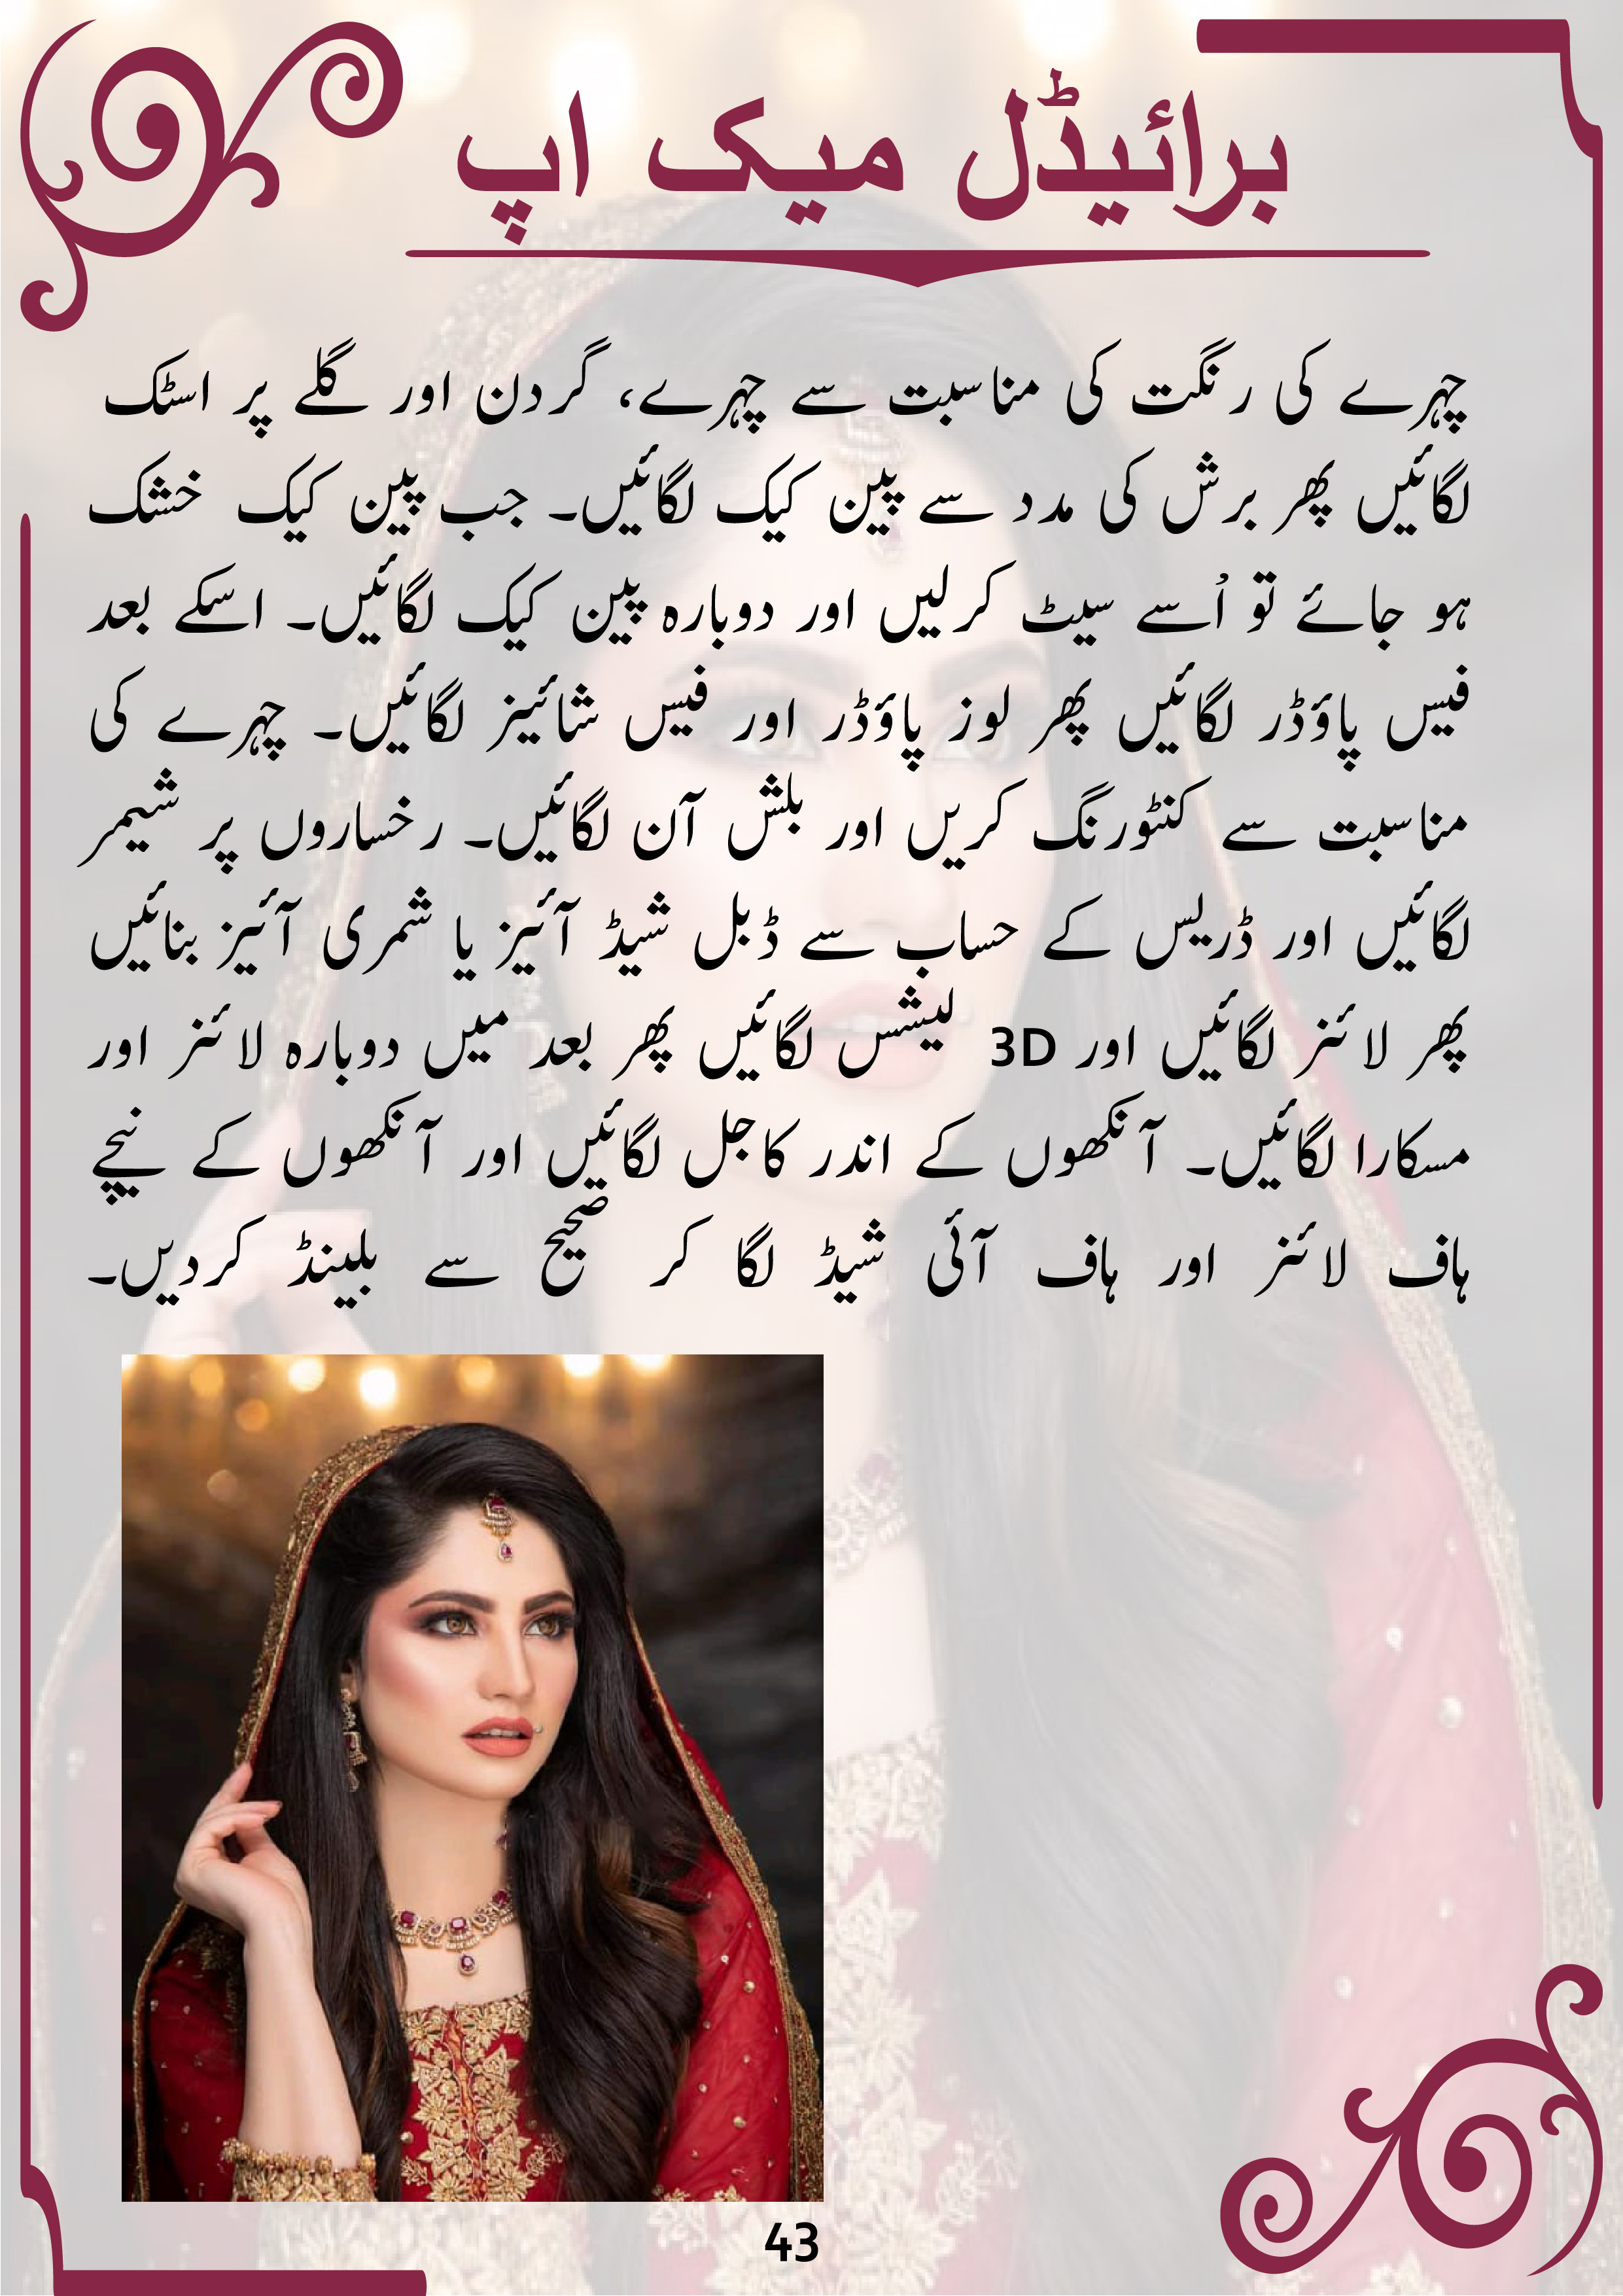 برائیڈل میک اپ
چہرے کی رنگت کی مناسبت سے چہرے، گردن اور گلے پر اسٹک
لگائیں پھر برش کی مدد سے پین کیک لگائیں۔ جب پین کیک خشک
ہو جائے تو اُسے سیٹ کرلیں اور دوبارہ پین کیک لگائیں۔ اسکے بعد
فیس پاؤڈر لگائیں پھر لوز پاؤڈر اور فیس شائینز لگائیں۔ چہرے کی
مناسبت سے کنٹورنگ کریں اور بلش آن لگائیں۔ رخساروں پر شیمر
لگائیں اور ڈریس کے حساب سے ڈبل شیڈ آئیز یا شمری آئیز بنائیں
پھر لائنر لگائیں اور 3D لیشس لگائیں پھر بعد میں دوبارہ لائنر اور
مسکارا لگائیں۔ آنکھوں کے اندر کاجل لگائیں اور آنکھوں کے نیچے
ہاف لائنر اور ہاف آئی شیڈ لگا کر صحیح سے بلینڈ کردیں۔
43